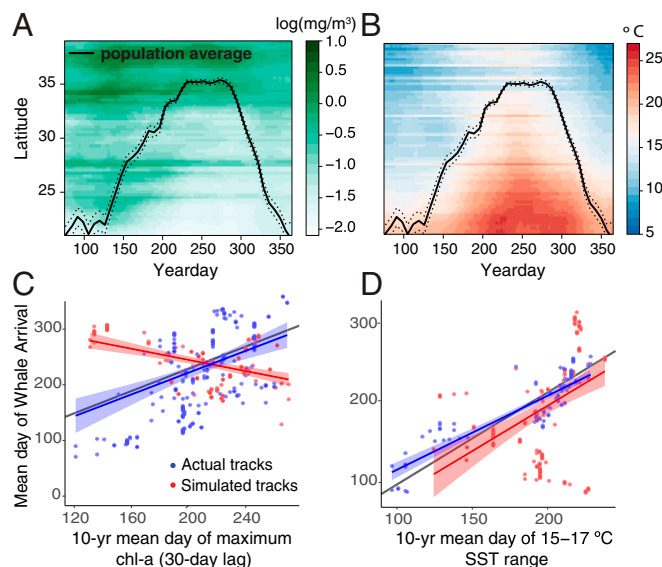 A
log(mg/m³)
population average
1.0
0.5
0.0
−0.5
−1.0
−1.5
−2.0
35
30
25
Latitude
100 150 200 250 300 350
Yearday
B
° C
25
20
15
10
5
100 150 200 250 300 350
Yearday
C
Mean day of Whale Arrival
300
200
100
0
Actual tracks
Simulated tracks
120 160 200 240
10-yr mean day of maximum
chl-a (30-day lag)
D
300
200
100
100 150 200
10-yr mean day of 15−17 ºC
SST range